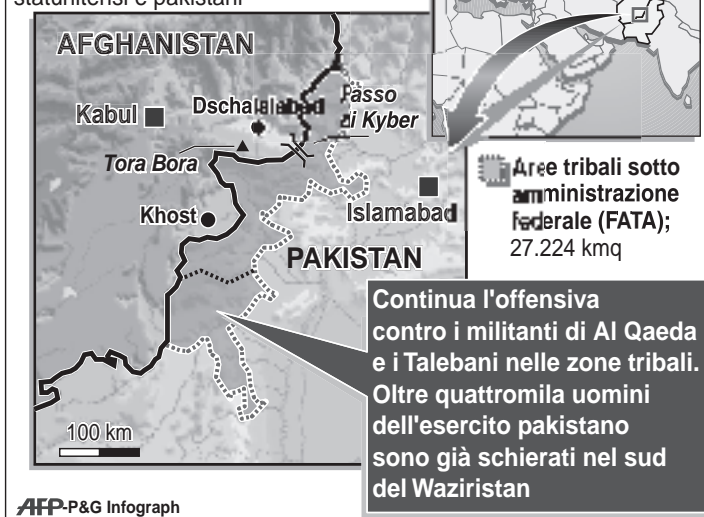 statunitensi e pakistani
AFGHANISTAN
Kabul
Dschalalabad
Passo
di Kyber
Tora Bora
Khost
Islamabad
PAKISTAN
100 km
Aree tribali sotto
amministrazione
federale (FATA);
27.224 kmq
Continua l'offensiva
contro i militanti di Al Qaeda
e i Talebani nelle zone tribali.
Oltre quattromila uomini
dell'esercito pakistano
sono già schierati nel sud
del Waziristan
AFP-P&G Infograph